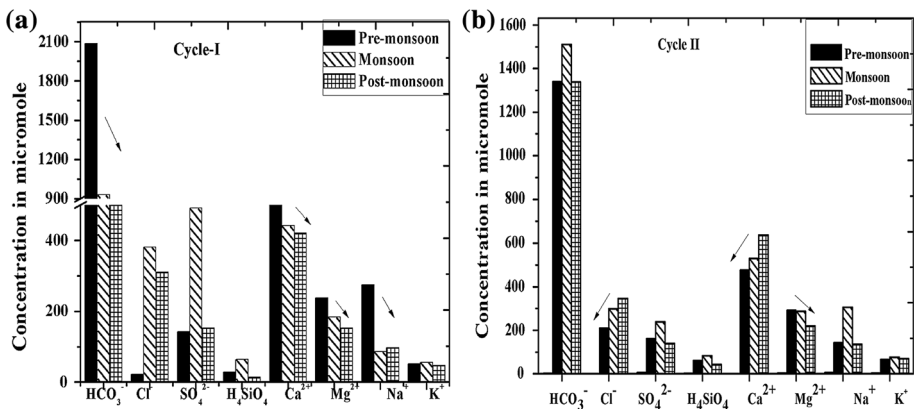 (a)
Cycle-I
Pre-monsoon
Monsoon
Post-monsoon
Concentration in micromole
2100
1800
1500
1200
900
400
200
0
HCO₃⁻ Cl⁻ SO₄²⁻ H₄SiO₄ Ca²⁺ Mg²⁺ Na⁺ K⁺
(b)
Cycle II
Pre-monsoon
Monsoon
Post-monsoon
Concentration in micromole
1600
1400
1200
1000
800
600
400
200
0
HCO₃⁻ Cl⁻ SO₄²⁻ H₄SiO₄ Ca²⁺ Mg²⁺ Na⁺ K⁺